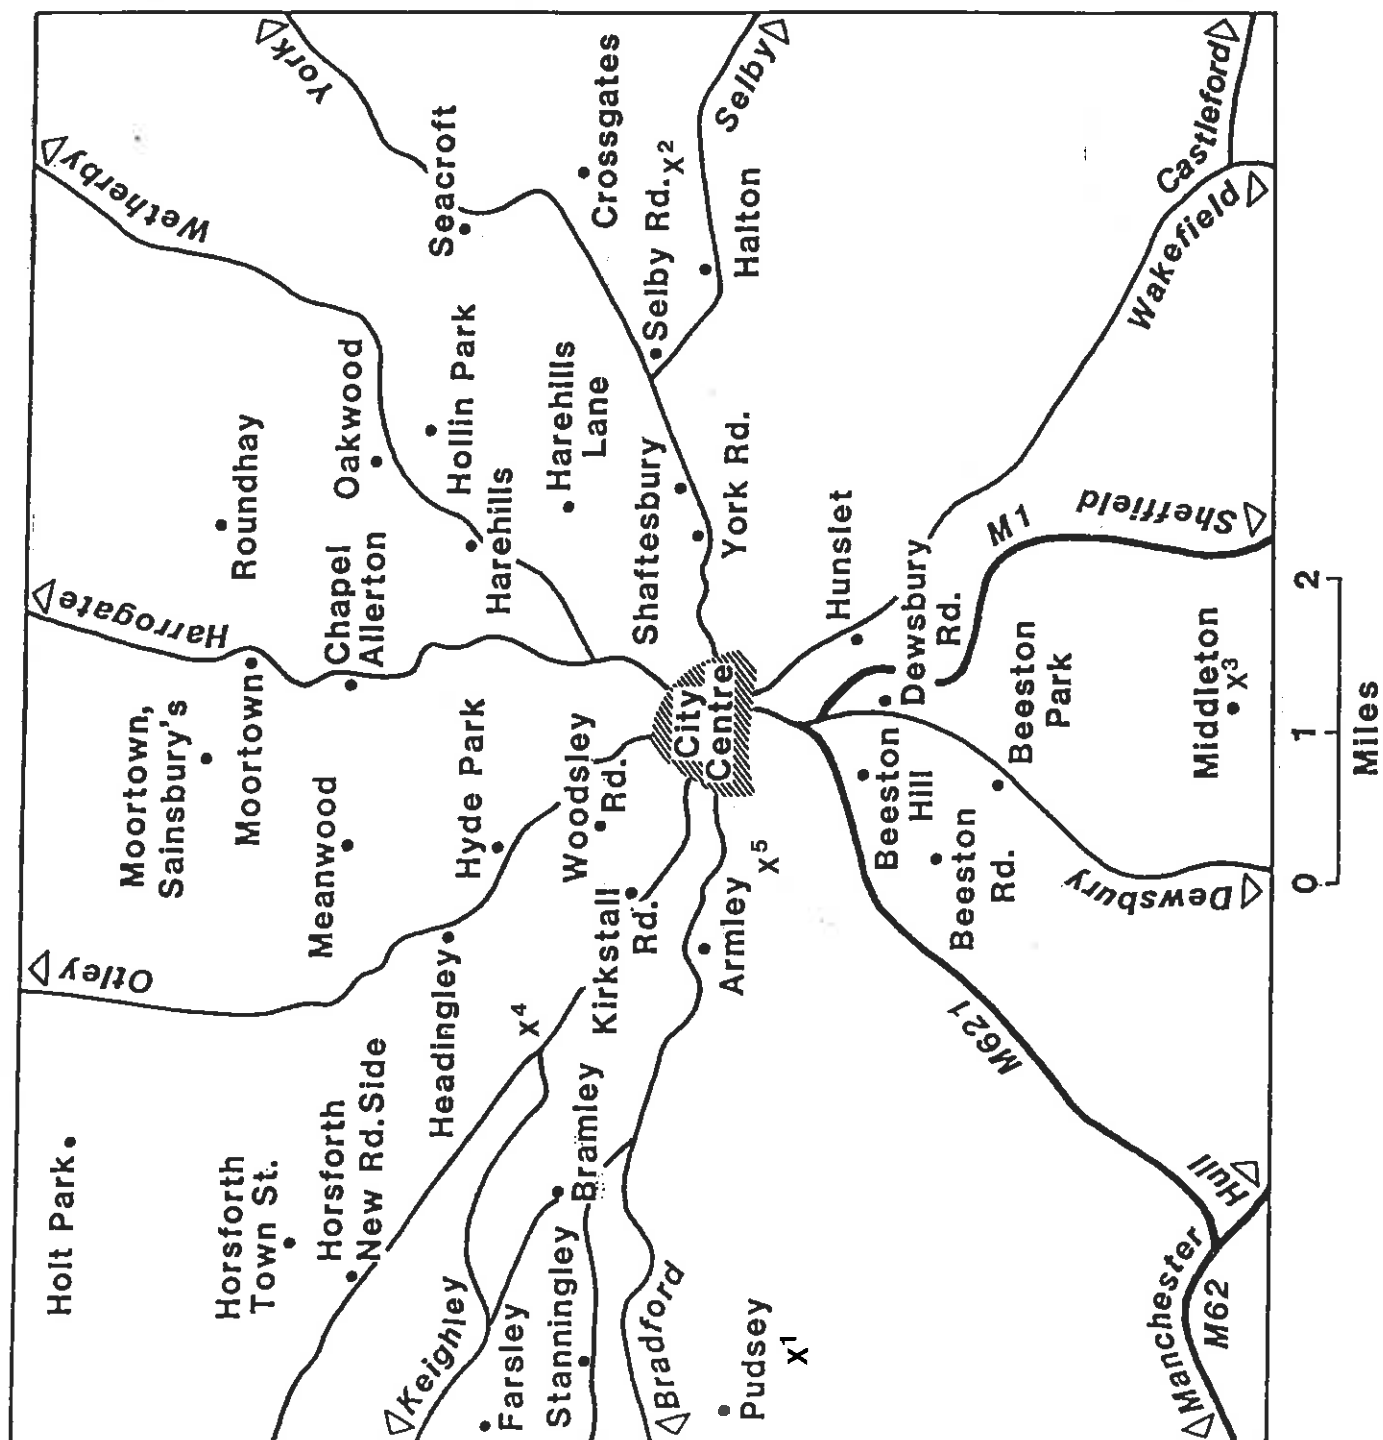 Holt Park
Moortown,
Sainsbury's
Otley
Harrogate
Wetherby
York
Horsforth
Town St.
Moortown
Roundhay
Horsforth
New Rd. Side
Meanwood
Chapel
Allerton
Oakwood
Keighley
Headingley
Hyde Park
Harehills
Hollin Park
Seacroft
Farsley
X4
Stanningley
Bramley
Woodsley
Rd.
Harehills
Lane
Crossgates
Kirkstall
Rd.
Shaftesbury
Selby Rd.
X2
Bradford
City
Centre
Armley
X5
York Rd.
Halton
Selby
Pudsey
X1
Hunslet
Beeston
Hill
Dewsbury
Rd.
Beeston
Rd.
Beeston
Park
M621
M1
Wakefield
Castleford
Manchester
M62
Hull
Dewsbury
Middleton
X3
Sheffield
0
1
2
Miles